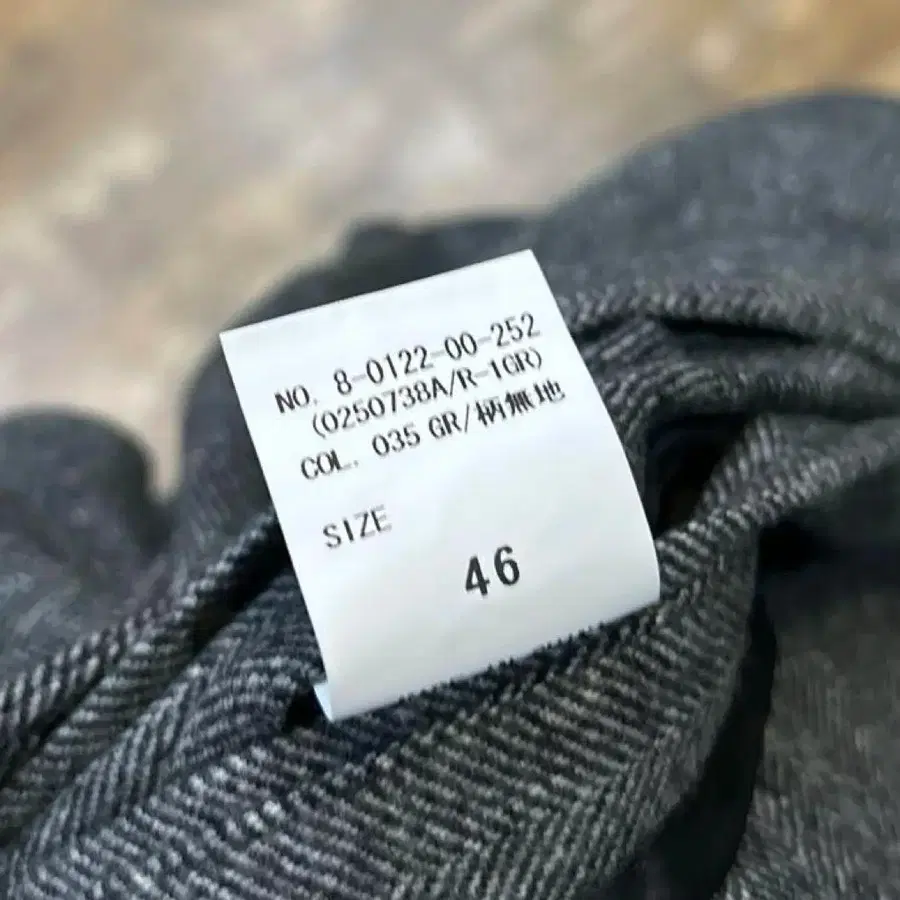 NO. 8-0122-00-252
(0250738A/R-1GR)
COL. 035 GR/柄無地
SIZE
46